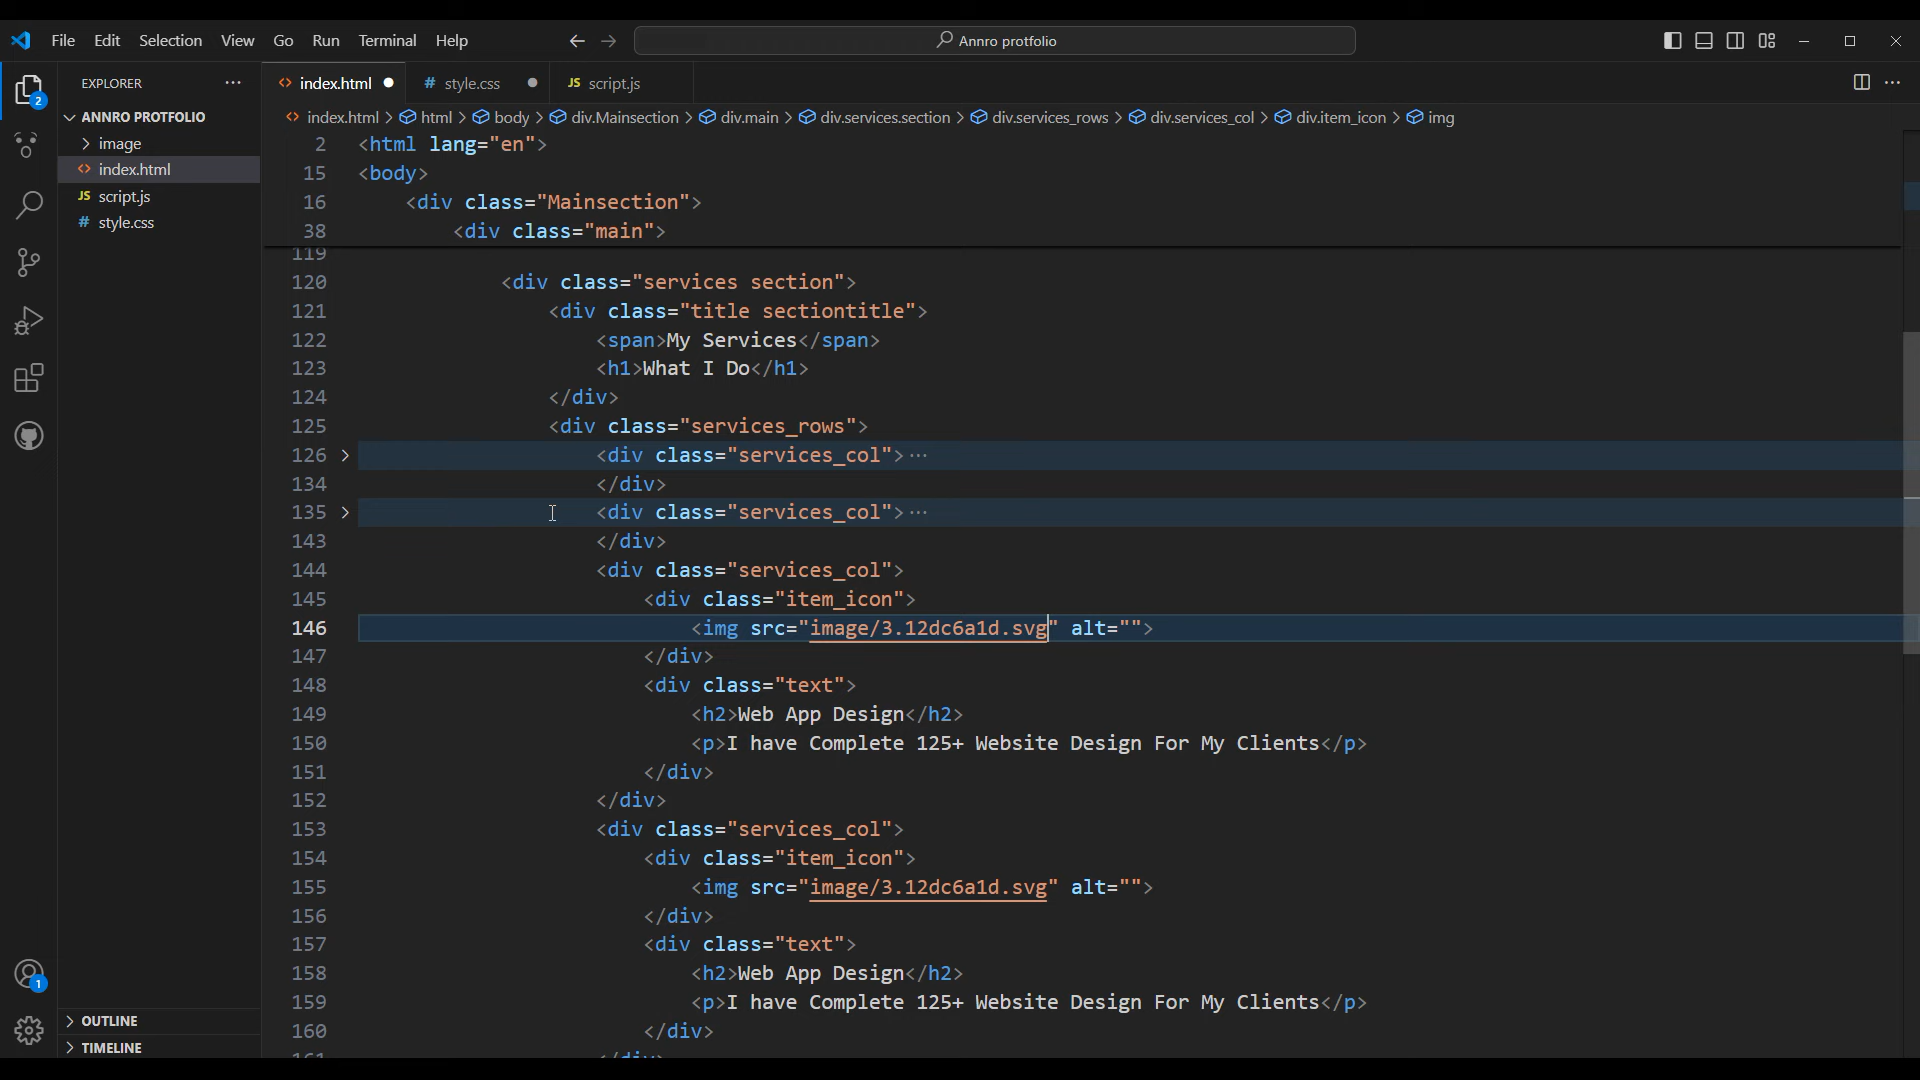 File Edit Selection View Go Run Terminal Help
Annro protfolio
EXPLORER
index.html
# style.css
JS script.js
index.html > html > body > div.Mainsection > div.main > div.services.section > div.services_rows > div.services_col > div.item_icon > img
2
ANNRO PROTFOLIO
image
index.html
JS script.js
# style.css
2 <html lang="en">
15 <body>
16 <div class="Mainsection">
38 <div class="main">
119
120 <div class="services section">
121 <div class="title sectiontitle">
122 <span>My Services</span>
123 <h1>What I Do</h1>
124 </div>
125 <div class="services_rows">
126 > <div class="services_col">...
134 </div>
135 > <div class="services_col">...
143 </div>
144 <div class="services_col">
145 <div class="item_icon">
146 <img src="image/3.12dc6a1d.svg" alt="">
147 </div>
148 <div class="text">
149 <h2>Web App Design</h2>
150 <p>I have Complete 125+ Website Design For My Clients</p>
151 </div>
152 </div>
153 <div class="services_col">
154 <div class="item_icon">
155 <img src="image/3.12dc6a1d.svg" alt="">
156 </div>
157 <div class="text">
158 <h2>Web App Design</h2>
159 <p>I have Complete 125+ Website Design For My Clients</p>
160 </div>
161 </div>
1
OUTLINE
TIMELINE